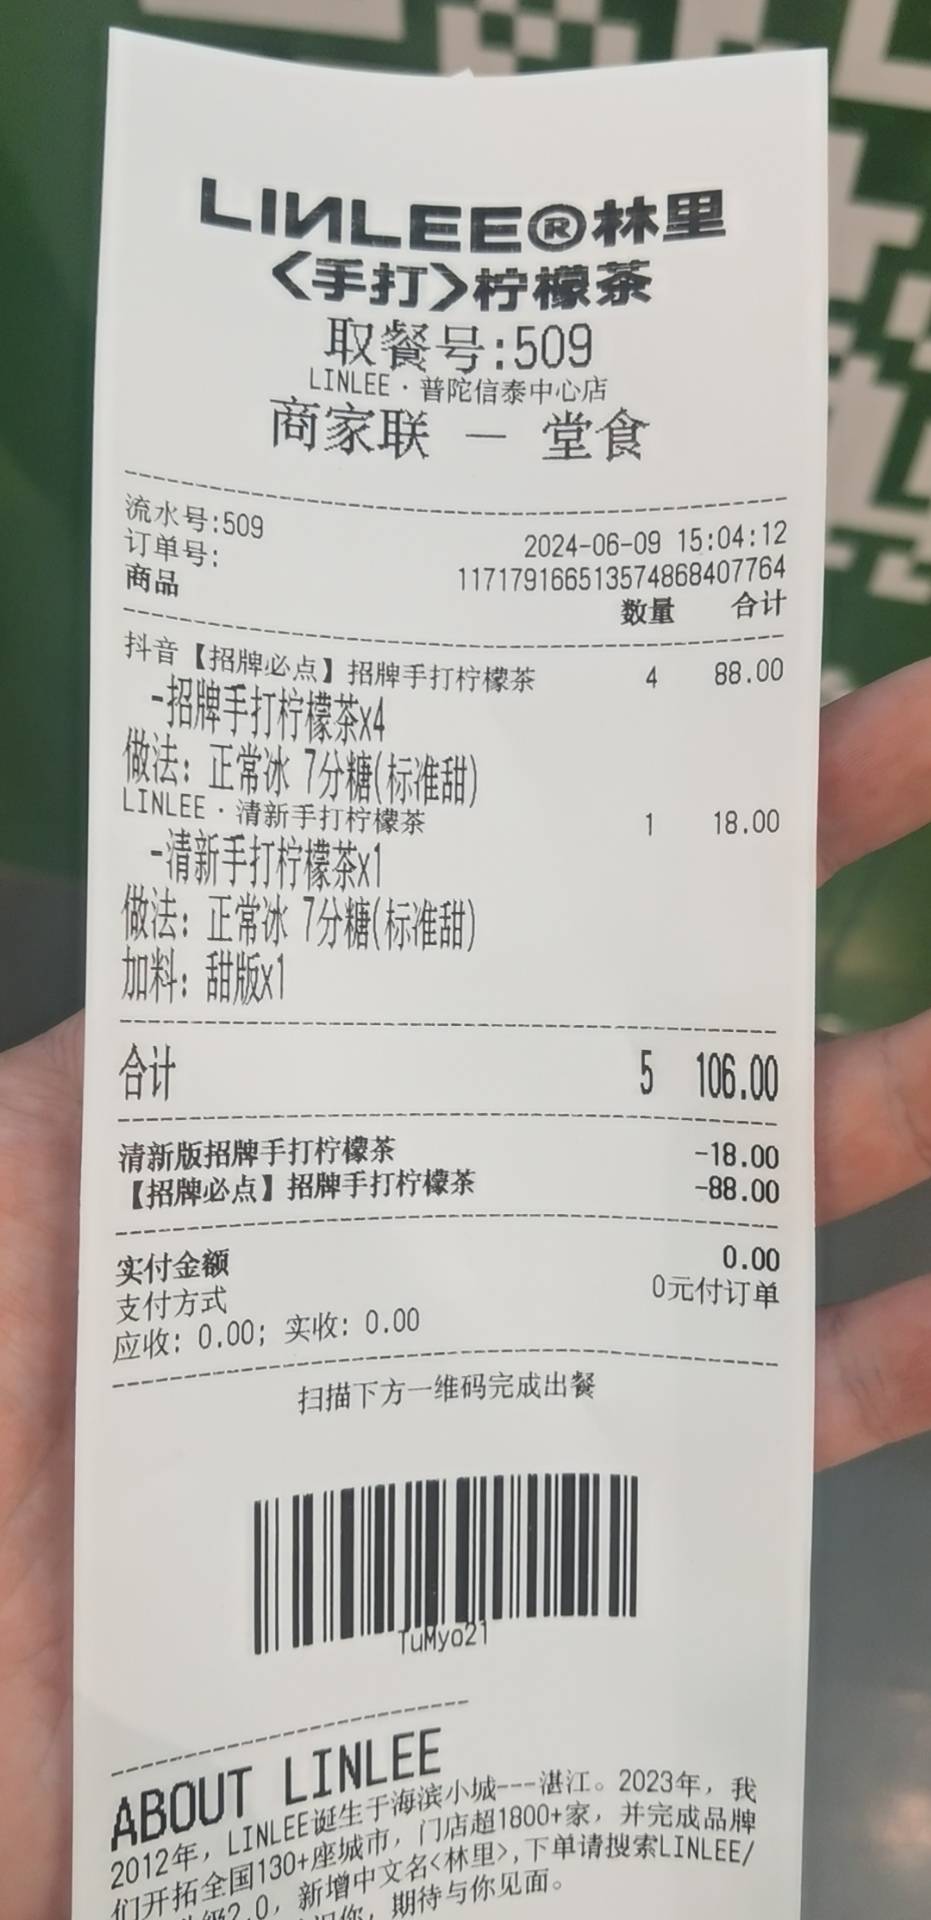 LINLEE®林里
<手打>柠檬茶
取餐号:509
LINLEE·普陀信泰中心店
商家联 — 堂食
流水号:509
2024-06-09 15:04:12
订单号:
117179166513574868407764
商品 数量 合计
抖音【招牌必点】招牌手打柠檬茶 4 88.00
-招牌手打柠檬茶x4
做法: 正常冰 7分糖(标准甜)
LINLEE·清新手打柠檬茶 1 18.00
-清新手打柠檬茶x1
做法: 正常冰 7分糖(标准甜)
加料: 甜版x1
合计 5 106.00
清新版招牌手打柠檬茶 -18.00
【招牌必点】招牌手打柠檬茶 -88.00
实付金额 0.00
支付方式 0元付订单
应收: 0.00; 实收: 0.00
扫描下方一维码完成出餐
TuMyo21
ABOUT LINLEE
2012年, LINLEE诞生于海滨小城---湛江。2023年, 我
们开拓全国130+座城市, 门店超1800+家, 并完成品牌
级2.0, 新增中文名<林里>,下单请搜索LINLEE/
你, 期待与你见面。